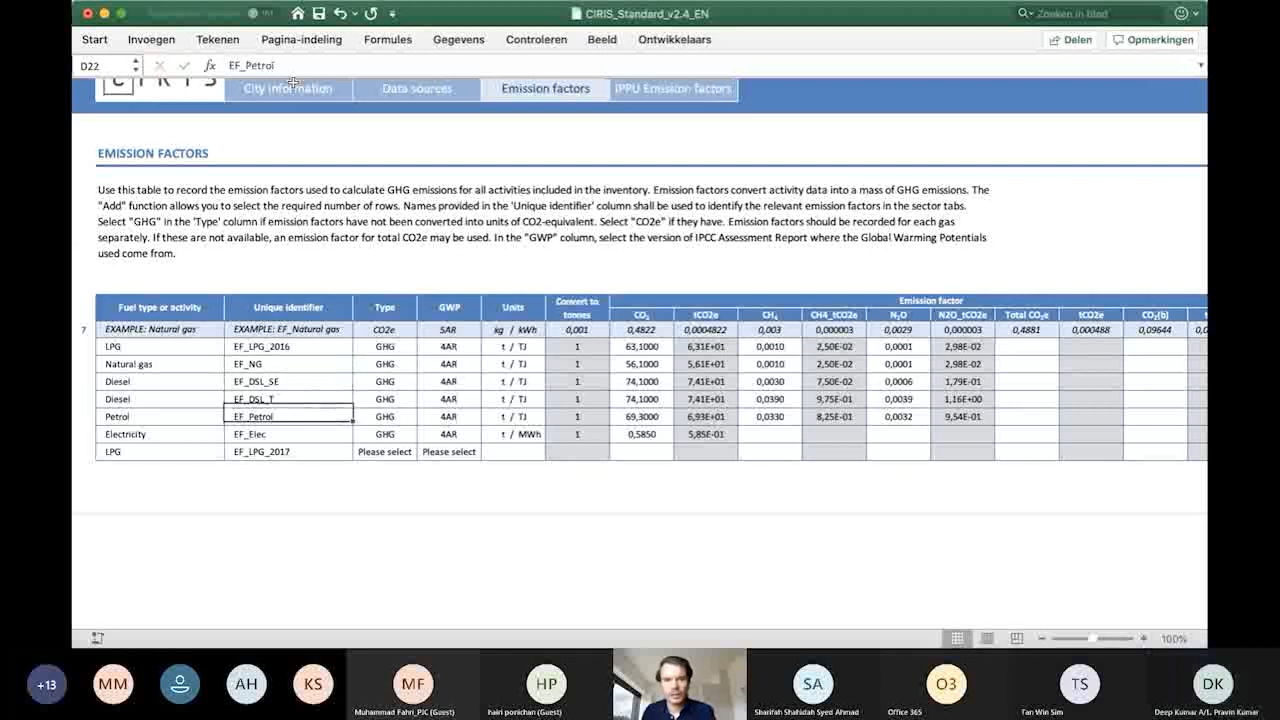 CIRIS_Standard_v2.4_EN
Zoeken in blad
Start Invoegen Tekenen Pagina-indeling Formules Gegevens Controleren Beeld Ontwikkelaars Delen Opmerkingen
D22 fx EF_Petrol
CIRIS City information Data sources Emission factors IPPU Emission factors
EMISSION FACTORS
Use this table to record the emission factors used to calculate GHG emissions for all activities included in the inventory. Emission factors convert activity data into a mass of GHG emissions. The
"Add" function allows you to select the required number of rows. Names provided in the 'Unique identifier' column shall be used to identify the relevant emission factors in the sector tabs.
Select "GHG" in the 'Type' column if emission factors have not been converted into units of CO2-equivalent. Select "CO2e" if they have. Emission factors should be recorded for each gas
separately. If these are not available, an emission factor for total CO2e may be used. In the "GWP" column, select the version of IPCC Assessment Report where the Global Warming Potentials
used come from.
Fuel type or activity Unique identifier Type GWP Units Convert to tonnes Emission factor
CO₂ tCO2e CH₄ CH4_tCO2e N₂O N2O_tCO2e Total CO₂e tCO2e CO₂(b)
7 EXAMPLE: Natural gas EXAMPLE: EF_Natural gas CO2e 5AR kg / kWh 0,001 0,4822 0,0004822 0,003 0,000003 0,0029 0,000003 0,4881 0,000488 0,09644
LPG EF_LPG_2016 GHG 4AR t / TJ 1 63,1000 6,31E+01 0,0010 2,50E-02 0,0001 2,98E-02
Natural gas EF_NG GHG 4AR t / TJ 1 56,1000 5,61E+01 0,0010 2,50E-02 0,0001 2,98E-02
Diesel EF_DSL_SE GHG 4AR t / TJ 1 74,1000 7,41E+01 0,0030 7,50E-02 0,0006 1,79E-01
Diesel EF_DSL_T GHG 4AR t / TJ 1 74,1000 7,41E+01 0,0390 9,75E-01 0,0039 1,16E+00
Petrol EF_Petrol GHG 4AR t / TJ 1 69,3000 6,93E+01 0,0330 8,25E-01 0,0032 9,54E-01
Electricity EF_Elec GHG 4AR t / MWh 1 0,5850 5,85E-01
LPG EF_LPG_2017 Please select Please select
100%
+13 MM AH KS MF HP SA O3 TS DK
Muhammad Fahri_PJC (Guest) hairi ponichan (Guest) Sharifah Shahidah Syed Ahmad Office 365 Tan Win Sim Deep Kumar A/L Pravin Kumar